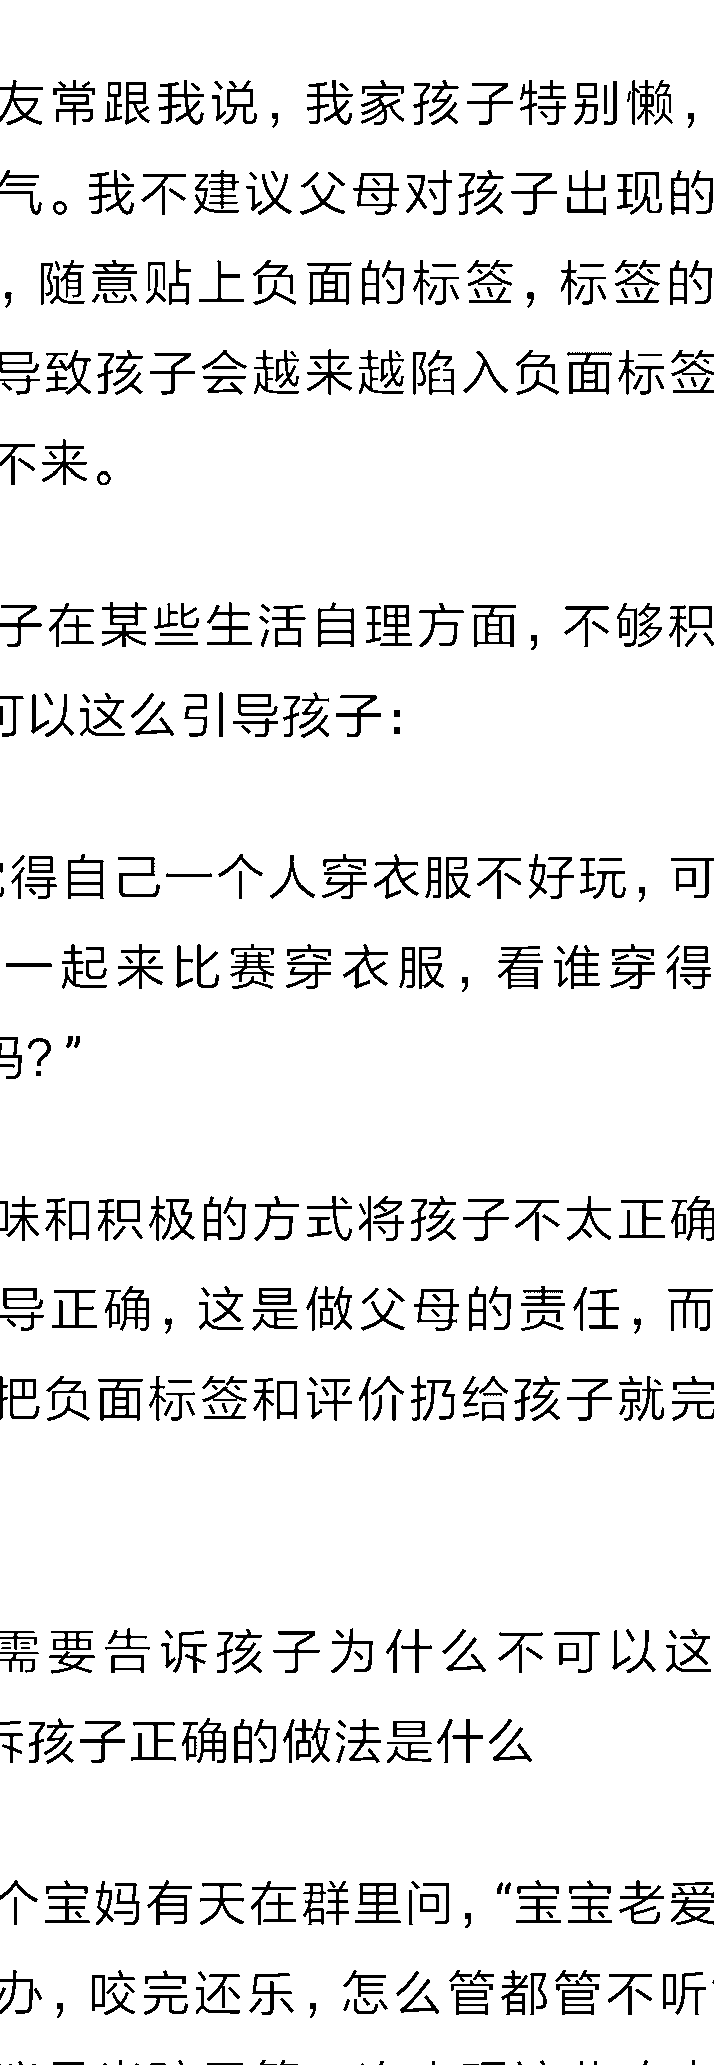 友常跟我说，我家孩子特别懒，
气。我不建议父母对孩子出现的
，随意贴上负面的标签，标签的
导致孩子会越来越陷入负面标签
不来。
子在某些生活自理方面，不够积
可以这么引导孩子：
得自己一个人穿衣服不好玩，可
一起来比赛穿衣服，看谁穿得
吗？”
味和积极的方式将孩子不太正确
导正确，这是做父母的责任，而
把负面标签和评价扔给孩子就完
需要告诉孩子为什么不可以这
诉孩子正确的做法是什么
个宝妈有天在群里问，“宝宝老爱
办，咬完还乐，怎么管都管不听